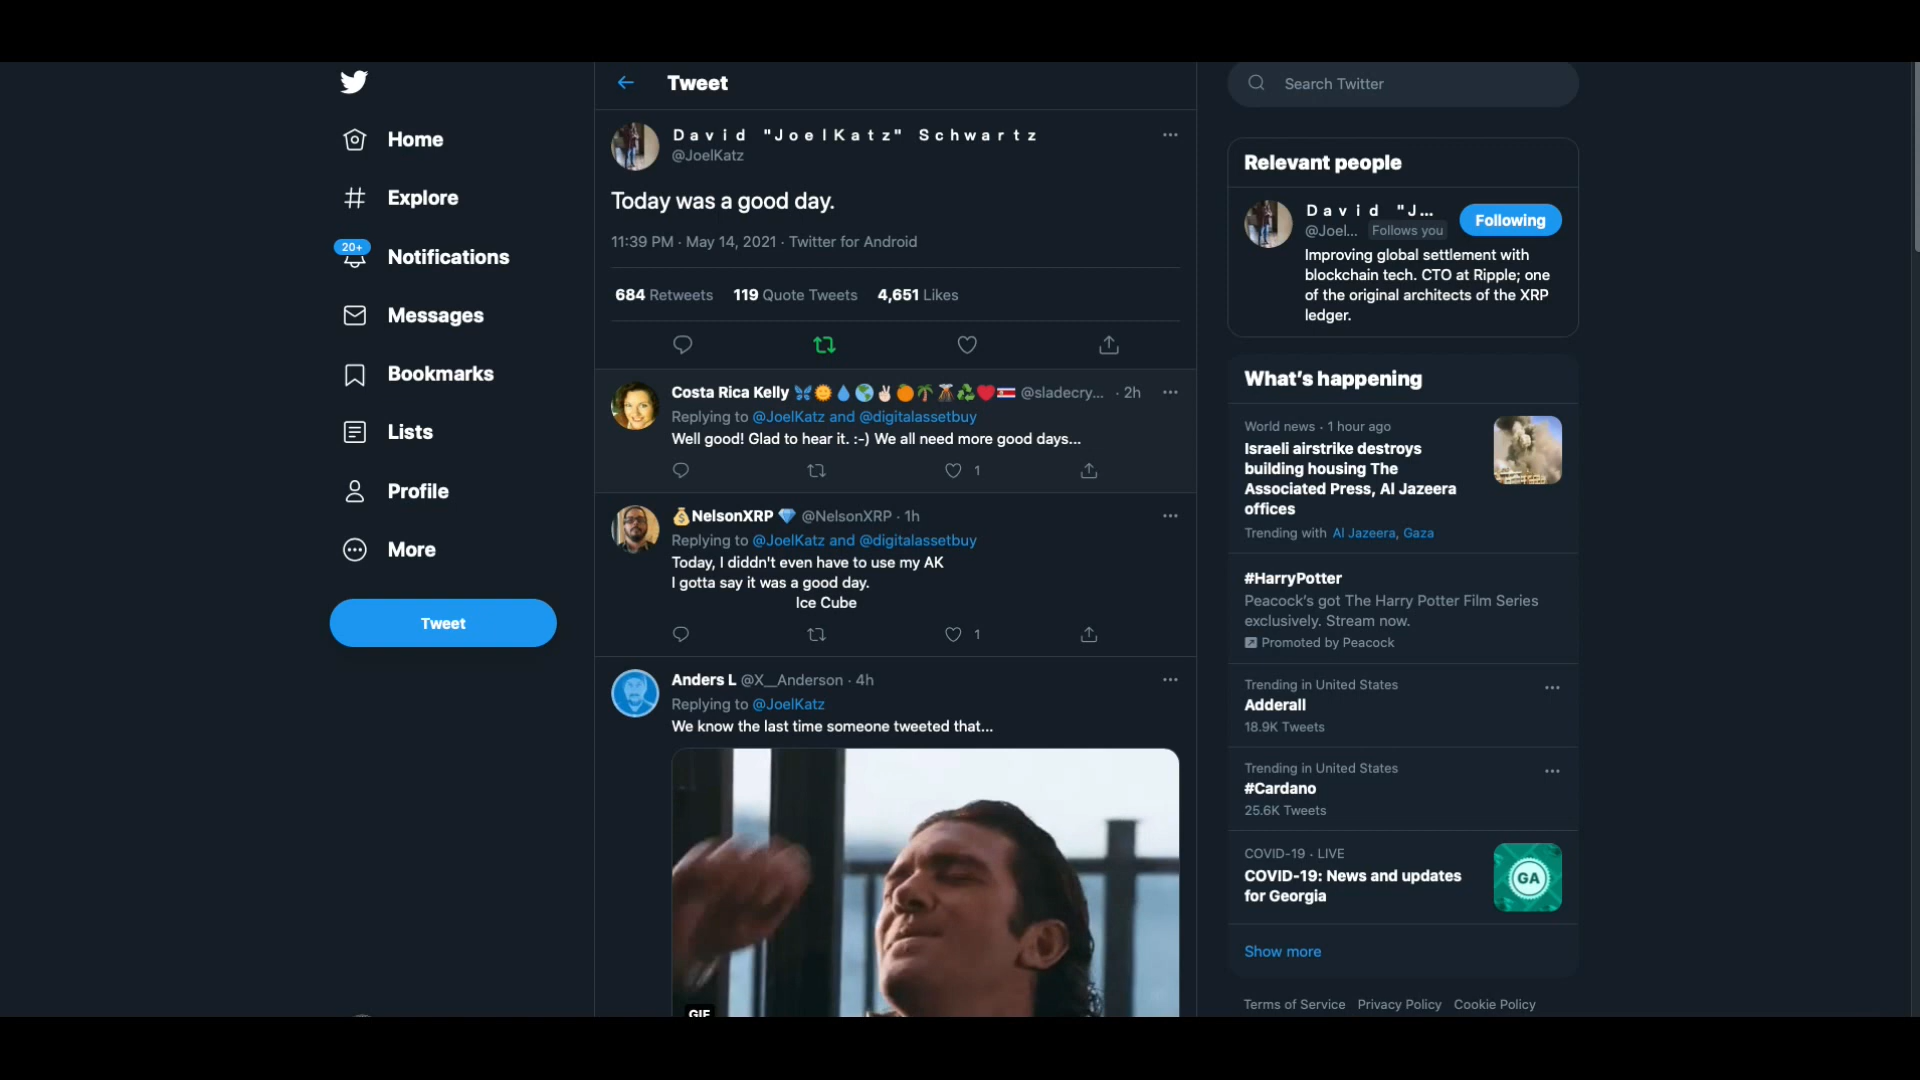 Home
Explore
20+
Notifications
Messages
Bookmarks
Lists
Profile
More
Tweet
Tweet
David "JoelKatz" Schwartz
@JoelKatz
Today was a good day.
11:39 PM · May 14, 2021 · Twitter for Android
684 Retweets 119 Quote Tweets 4,651 Likes
Costa Rica Kelly 🦋🌞💧🌎✌🏻🍊🌴🌋♻️❤️🇨🇷 @sladecry... · 2h
Replying to @JoelKatz and @digitalassetbuy
Well good! Glad to hear it. :-) We all need more good days...
1
💰NelsonXRP 💎 @NelsonXRP · 1h
Replying to @JoelKatz and @digitalassetbuy
Today, I diddn't even have to use my AK
I gotta say it was a good day.
Ice Cube
1
Anders L @X__Anderson · 4h
Replying to @JoelKatz
We know the last time someone tweeted that...
GIF
Search Twitter
Relevant people
David "J...
@Joel... Follows you
Following
Improving global settlement with
blockchain tech. CTO at Ripple; one
of the original architects of the XRP
ledger.
What's happening
World news · 1 hour ago
Israeli airstrike destroys
building housing The
Associated Press, Al Jazeera
offices
Trending with Al Jazeera, Gaza
#HarryPotter
Peacock's got The Harry Potter Film Series
exclusively. Stream now.
Promoted by Peacock
Trending in United States
Adderall
18.9K Tweets
Trending in United States
#Cardano
25.6K Tweets
COVID-19 · LIVE
COVID-19: News and updates
for Georgia
GA
Show more
Terms of Service Privacy Policy Cookie Policy